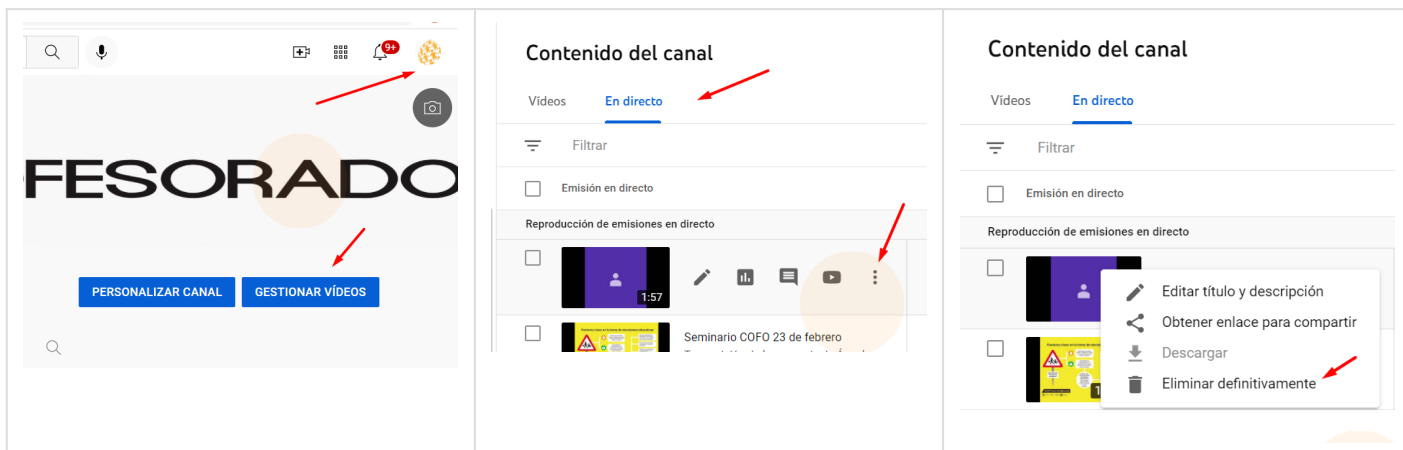 9+
FESORADO
PERSONALIZAR CANAL
GESTIONAR VÍDEOS
Contenido del canal
Vídeos
En directo
Filtrar
Emisión en directo
Reproducción de emisiones en directo
1:57
Seminario COFO 23 de febrero
Contenido del canal
Vídeos
En directo
Filtrar
Emisión en directo
Reproducción de emisiones en directo
Editar título y descripción
Obtener enlace para compartir
Descargar
Eliminar definitivamente